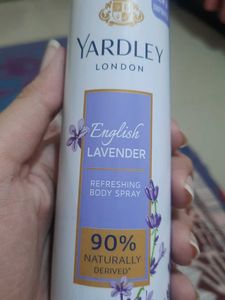 YARDLEY
LONDON
English
LAVENDER
REFRESHING
BODY SPRAY
90%
NATURALLY
DERIVED*